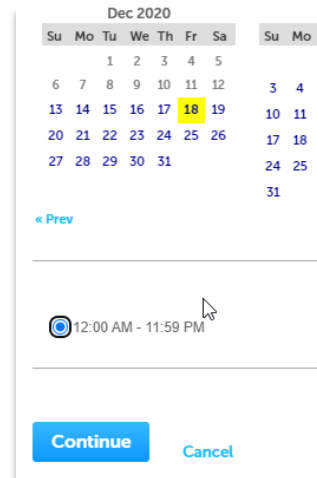 Dec 2020
Su Mo Tu We Th Fr Sa
1 2 3 4 5
6 7 8 9 10 11 12
13 14 15 16 17 18 19
20 21 22 23 24 25 26
27 28 29 30 31
Su Mo
3 4
10 11
17 18
24 25
31
« Prev
12:00 AM - 11:59 PM
Continue
Cancel